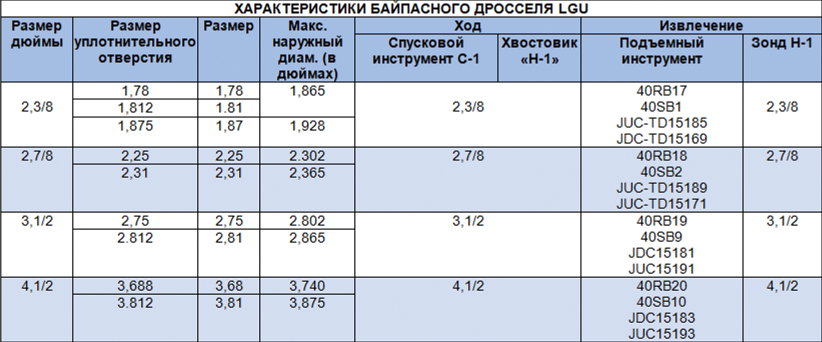 ХАРАКТЕРИСТИКИ БАЙПАСНОГО ДРОССЕЛЯ LGU
Размер дюймы Размер уплотнительного отверстия Размер Макс. наружный диам. (в дюймах) Ход Извлечение
Спусковой инструмент С-1 Хвостовик «Н-1» Подъемный инструмент Зонд Н-1
2,3/8 1,78 1,78 1,865 2,3/8 40RB17 2,3/8
1,812 1.81 40SB1
1,875 1,87 1,928 JUC-TD15185
JDC-TD15169
2,7/8 2,25 2,25 2.302 2,7/8 40RB18 2,7/8
2,31 2,31 2,365 40SB2
JUC-TD15189
JUC-TD15171
3,1/2 2,75 2,75 2.802 3,1/2 40RB19 3,1/2
2.812 2,81 2,865 40SB9
JDC15181
JUC15191
4,1/2 3,688 3,68 3,740 4,1/2 40RB20 4,1/2
3.812 3,81 3,875 40SB10
JDC15183
JUC15193